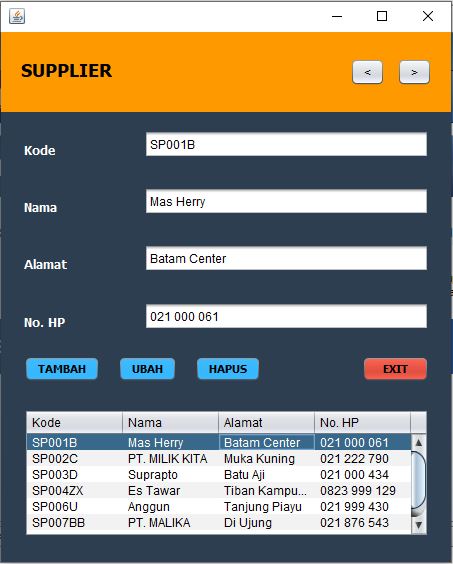 SUPPLIER < >
Kode SP001B
Nama Mas Herry
Alamat Batam Center
No. HP 021 000 061
TAMBAH UBAH HAPUS EXIT
Kode Nama Alamat No. HP
SP001B Mas Herry Batam Center 021 000 061
SP002C PT. MILIK KITA Muka Kuning 021 222 790
SP003D Suprapto Batu Aji 021 000 434
SP004ZX Es Tawar Tiban Kampu... 0823 999 129
SP006U Anggun Tanjung Piayu 021 999 430
SP007BB PT. MALIKA Di Ujung 021 876 543